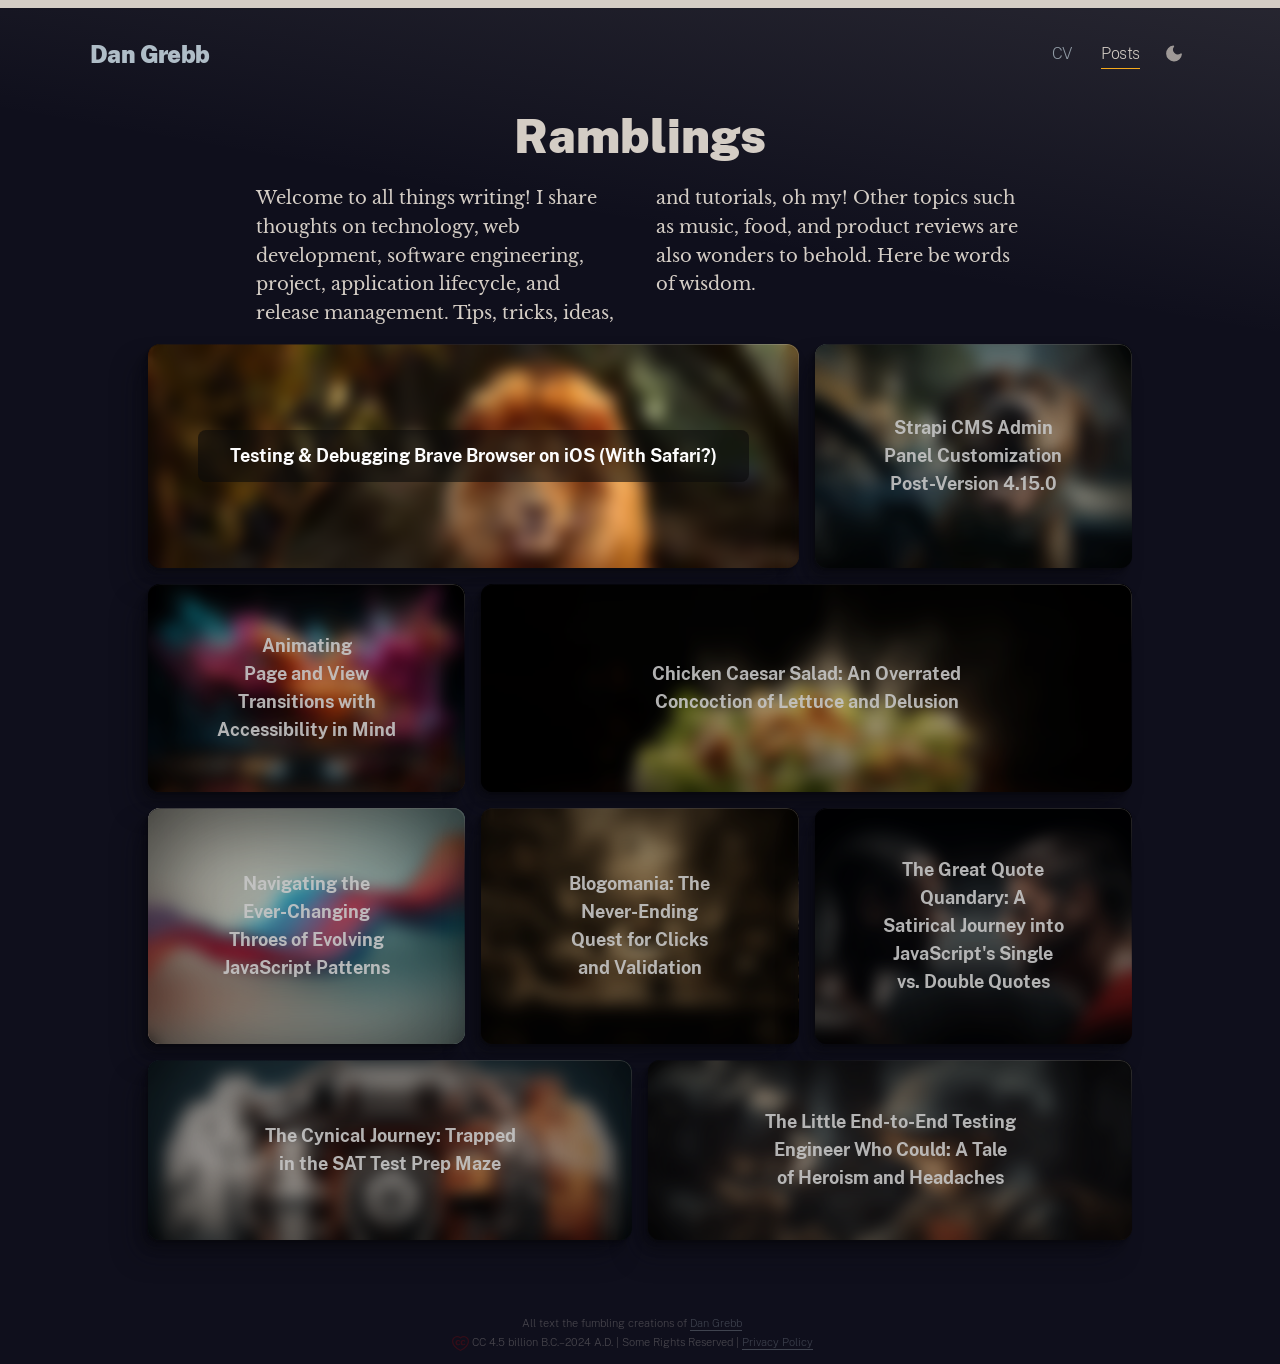 Dan Grebb
CV
Posts
Ramblings
Welcome to all things writing! I share
thoughts on technology, web
development, software engineering,
project, application lifecycle, and
release management. Tips, tricks, ideas,
and tutorials, oh my! Other topics such
as music, food, and product reviews are
also wonders to behold. Here be words
of wisdom.
Testing & Debugging Brave Browser on iOS (With Safari?)
Strapi CMS Admin
Panel Customization
Post-Version 4.15.0
Animating
Page and View
Transitions with
Accessibility in Mind
Chicken Caesar Salad: An Overrated
Concoction of Lettuce and Delusion
Navigating the
Ever-Changing
Throes of Evolving
JavaScript Patterns
Blogomania: The
Never-Ending
Quest for Clicks
and Validation
The Great Quote
Quandary: A
Satirical Journey into
JavaScript's Single
vs. Double Quotes
The Cynical Journey: Trapped
in the SAT Test Prep Maze
The Little End-to-End Testing
Engineer Who Could: A Tale
of Heroism and Headaches
All text the fumbling creations of Dan Grebb
CC 4.5 billion B.C.–2024 A.D. | Some Rights Reserved | Privacy Policy